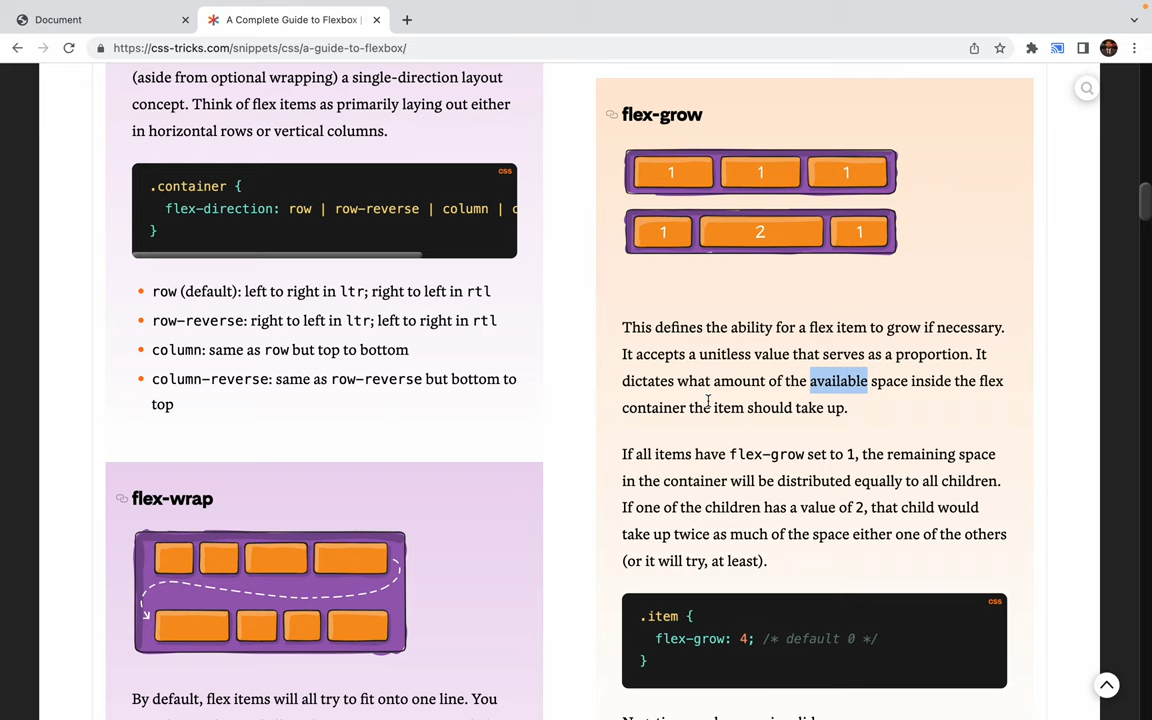 Document
A Complete Guide to Flexbox |
https://css-tricks.com/snippets/css/a-guide-to-flexbox/
(aside from optional wrapping) a single-direction layout
concept. Think of flex items as primarily laying out either
in horizontal rows or vertical columns.
css
.container {
flex-direction: row | row-reverse | column | c
}
row (default): left to right in ltr; right to left in rtl
row-reverse: right to left in ltr; left to right in rtl
column: same as row but top to bottom
column-reverse: same as row-reverse but bottom to
top
flex-wrap
By default, flex items will all try to fit onto one line. You
flex-grow
1 1 1
1 2 1
This defines the ability for a flex item to grow if necessary.
It accepts a unitless value that serves as a proportion. It
dictates what amount of the available space inside the flex
container the item should take up.
If all items have flex-grow set to 1, the remaining space
in the container will be distributed equally to all children.
If one of the children has a value of 2, that child would
take up twice as much of the space either one of the others
(or it will try, at least).
css
.item {
flex-grow: 4; /* default 0 */
}